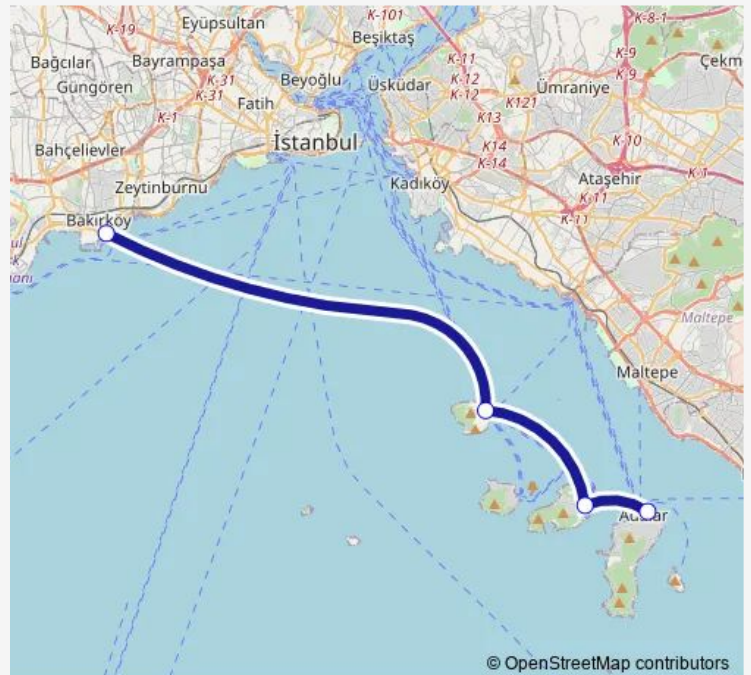 K-101
K-8-1
Eyüpsultan
K-19
Beşiktaş
K-9
K-9
Bağcılar
Bayrampaşa
K-11
Çekm
Güngören
K-31
K-31
Beyoğlu
Üsküdar
K-12
K-12
Ümraniye
Fatih
K121
K-1
K13
İstanbul
K14
K-14
K-10
Bahçelievler
Zeytinburnu
Kadıköy
Ataşehir
K-1
K-11
K-11
Bakırköy
Maltepe
Maltepe
© OpenStreetMap contributors